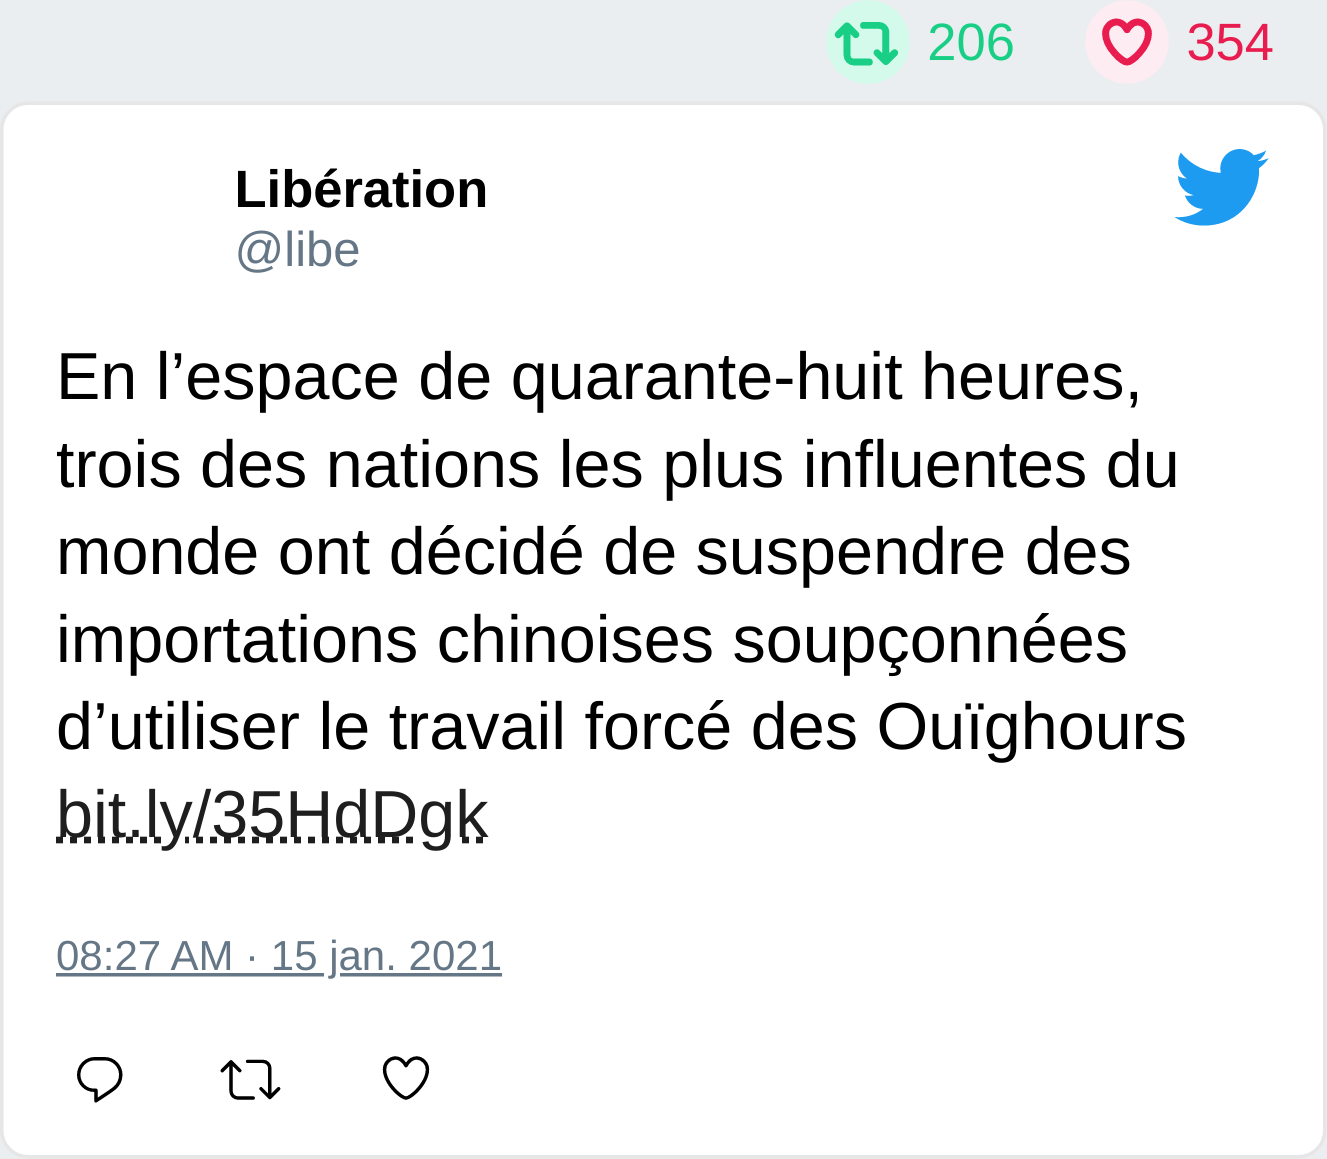 206 354
Libération
@libe
En l’espace de quarante-huit heures,
trois des nations les plus influentes du
monde ont décidé de suspendre des
importations chinoises soupçonnées
d’utiliser le travail forcé des Ouïghours
bit.ly/35HdDgk
08:27 AM · 15 jan. 2021